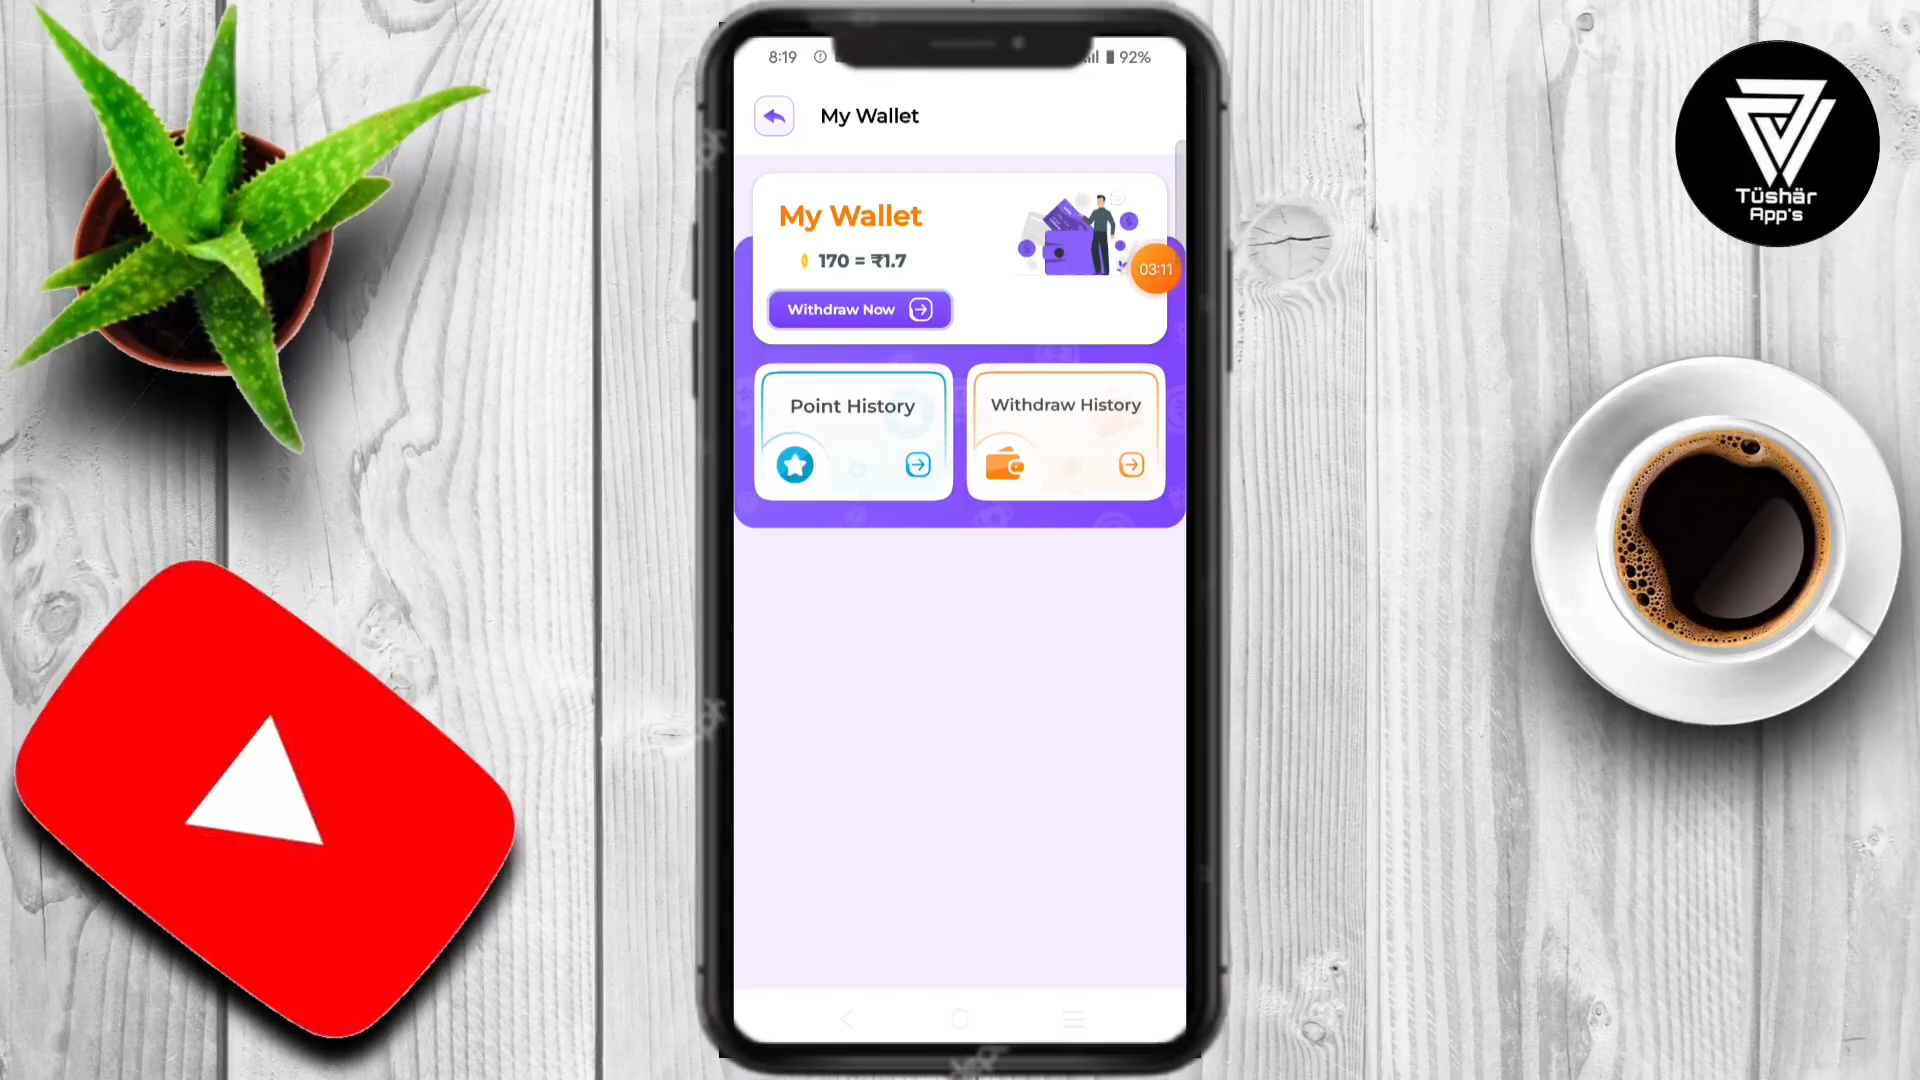 8:19
92%
My Wallet
My Wallet
170 = ₹1.7
03:11
Withdraw Now
Point History
Withdraw History
Tüshär
App's